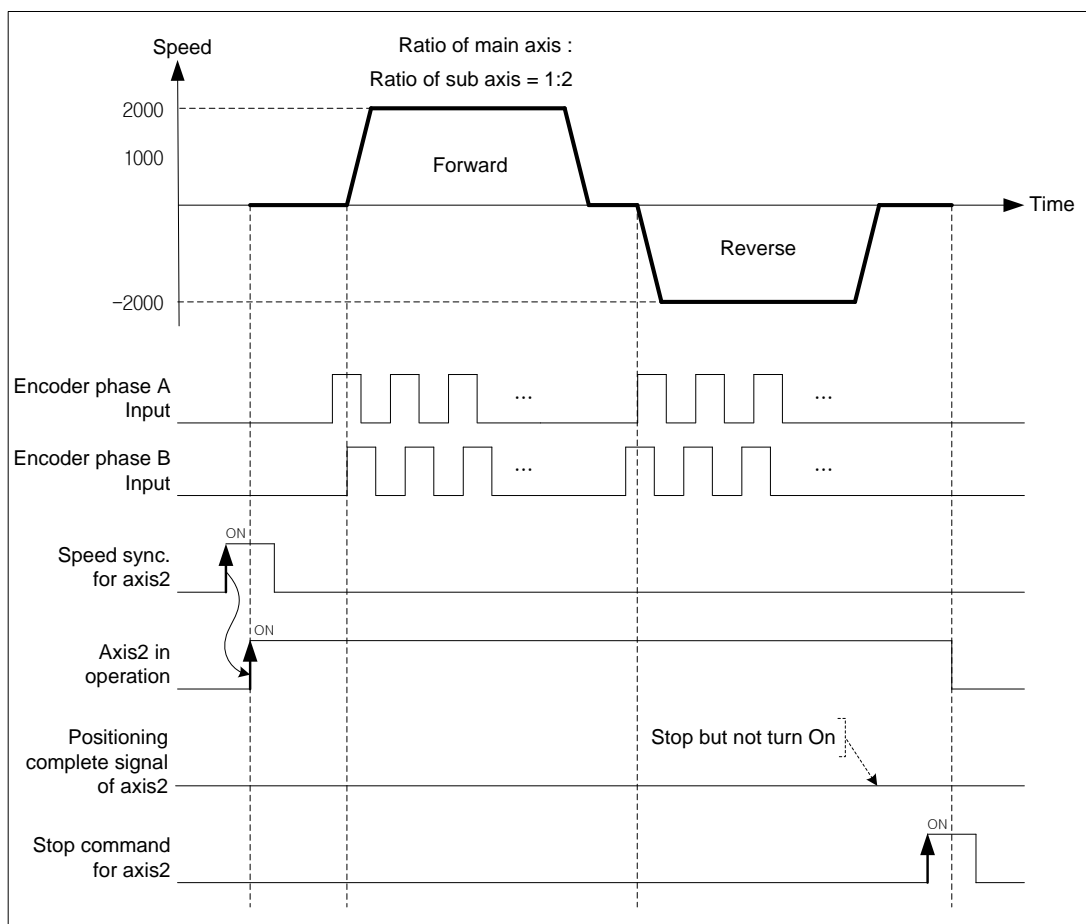 Speed
Ratio of main axis :
Ratio of sub axis = 1:2
2000
1000
Forward
Time
Reverse
−2000
Encoder phase A
Input
...
...
Encoder phase B
Input
...
...
Speed sync.
for axis2
ON
Axis2 in
operation
ON
Positioning
complete signal
of axis2
Stop but not turn On
Stop command
for axis2
ON